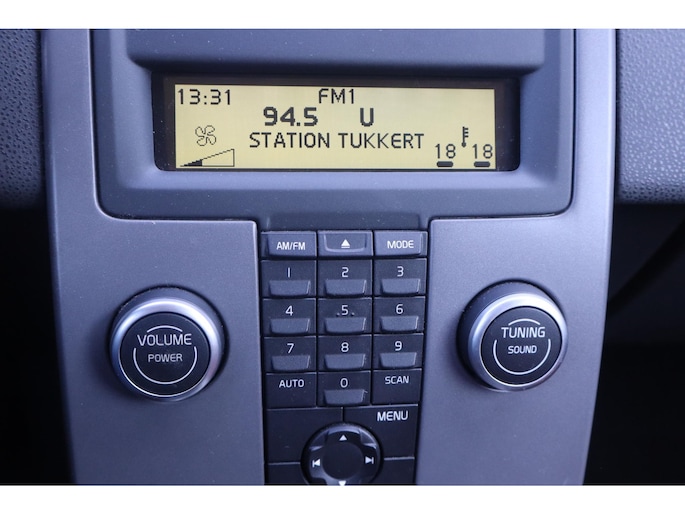 13:31 FM1
94.5 U
STATION TUKKERT
18 18
AM/FM MODE
1 2 3
4 5 6
7 8 9
AUTO 0 SCAN
MENU
VOLUME
POWER
TUNING
SOUND